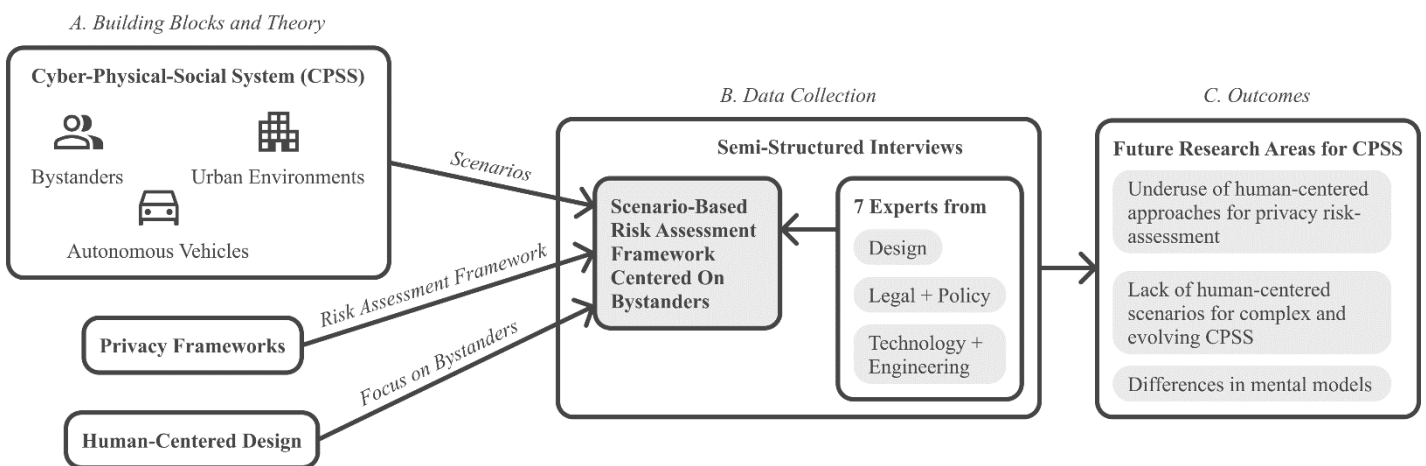 A. Building Blocks and Theory
Cyber-Physical-Social System (CPSS)
Bystanders
Urban Environments
Autonomous Vehicles
Privacy Frameworks
Human-Centered Design
Scenarios
Risk Assessment Framework
Focus on Bystanders
B. Data Collection
Semi-Structured Interviews
Scenario-Based
Risk Assessment
Framework
Centered On
Bystanders
7 Experts from
Design
Legal + Policy
Technology +
Engineering
C. Outcomes
Future Research Areas for CPSS
Underuse of human-centered
approaches for privacy risk-
assessment
Lack of human-centered
scenarios for complex and
evolving CPSS
Differences in mental models